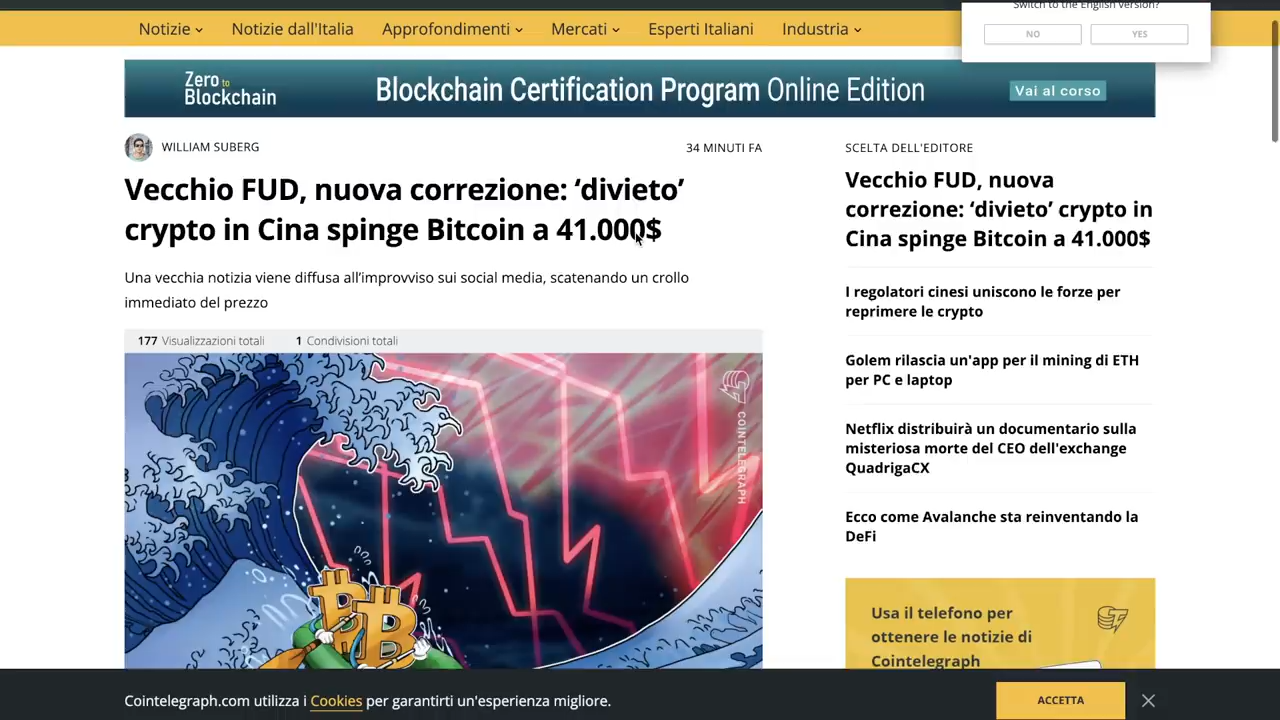 Switch to the English version?
NO
YES
Notizie
Notizie dall'Italia
Approfondimenti
Mercati
Esperti Italiani
Industria
Zero to
Blockchain
Blockchain Certification Program Online Edition
Vai al corso
WILLIAM SUBERG
34 MINUTI FA
Vecchio FUD, nuova correzione: ‘divieto’
crypto in Cina spinge Bitcoin a 41.000$
Una vecchia notizia viene diffusa all’improvviso sui social media, scatenando un crollo
immediato del prezzo
177 Visualizzazioni totali
1 Condivisioni totali
COINTELEGRAPH
SCELTA DELL'EDITORE
Vecchio FUD, nuova
correzione: ‘divieto’ crypto in
Cina spinge Bitcoin a 41.000$
I regolatori cinesi uniscono le forze per
reprimere le crypto
Golem rilascia un'app per il mining di ETH
per PC e laptop
Netflix distribuirà un documentario sulla
misteriosa morte del CEO dell'exchange
QuadrigaCX
Ecco come Avalanche sta reinventando la
DeFi
Usa il telefono per
ottenere le notizie di
Cointelegraph
Cointelegraph.com utilizza i Cookies per garantirti un'esperienza migliore.
ACCETTA